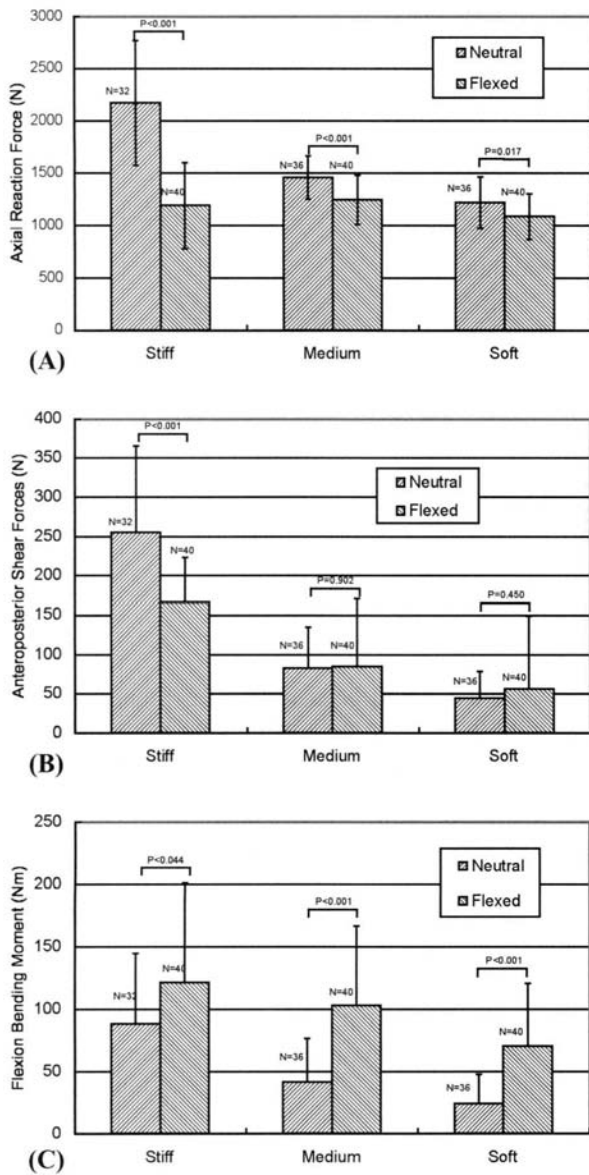 3000
P<0.001
2500
Neutral
Flexed
N=32
2000
P<0.001
P=0.017
1500
N=36
N=40
N=36
N=40
N=40
1000
500
0
Axial Reaction Force (N)
Stiff
Medium
Soft
(A)
400
P<0.001
350
Neutral
Flexed
300
N=32
250
N=40
200
P=0.902
P=0.450
150
100
N=36
N=40
N=36
N=40
50
0
Anteroposterior Shear Forces (N)
Stiff
Medium
Soft
(B)
250
P<0.044
Neutral
Flexed
200
P<0.001
150
P<0.001
N=32
N=40
N=40
100
N=40
N=36
50
N=36
0
Flexion Bending Moment (Nm)
Stiff
Medium
Soft
(C)